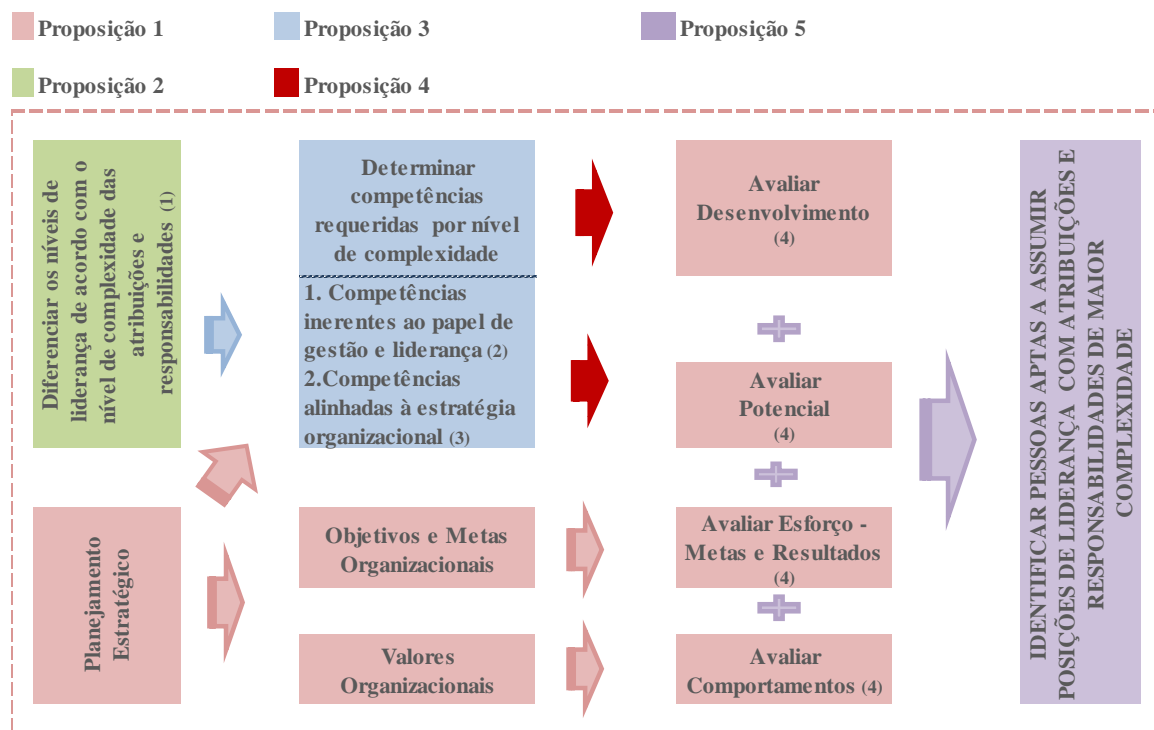 Proposição 1
Proposição 3
Proposição 5
Proposição 2
Proposição 4
Diferenciar os níveis de
liderança de acordo com o
nível de complexidade das
atribuições e
responsabilidades (1)
Determinar
competências
requeridas por nível
de complexidade
1. Competências
inerentes ao papel de
gestão e liderança (2)
2.Competências
alinhadas à estratégia
organizacional (3)
Avaliar
Desenvolvimento
(4)
Avaliar
Potencial
(4)
Planejamento
Estratégico
Objetivos e Metas
Organizacionais
Avaliar Esforço -
Metas e Resultados
(4)
Valores
Organizacionais
Avaliar
Comportamentos (4)
IDENTIFICAR PESSOAS APTAS A ASSUMIR
POSIÇÕES DE LIDERANÇA COM ATRIBUIÇÕES E
RESPONSABILIDADES DE MAIOR
COMPLEXIDADE